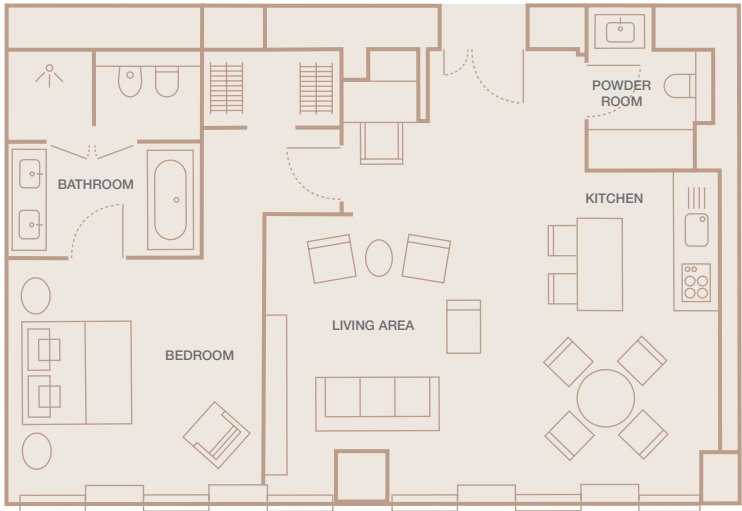 POWDER
ROOM
BATHROOM
KITCHEN
LIVING AREA
BEDROOM